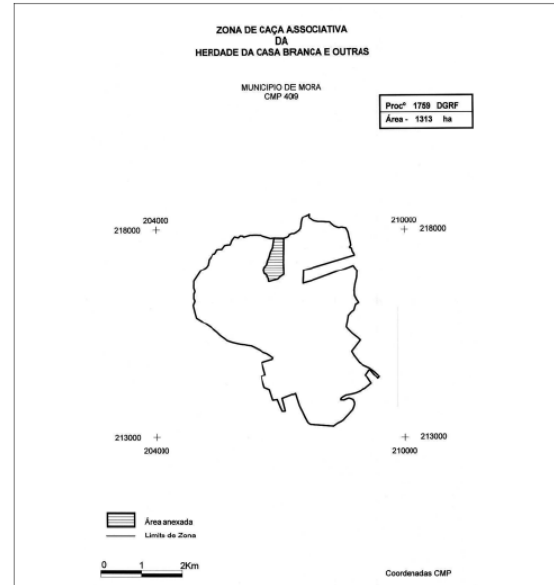 ZONA DE CAÇA ASSOCIATIVA
DA
HERDADE DA CASA BRANCA E OUTRAS
MUNICIPIO DE MORA
CMP 409
Procº 1759 DGRF
Área - 1313 ha
204000
210000
218000
218000
213000
213000
204000
210000
Área anexada
Limite de Zona
0 1 2Km
Coordenadas CMP